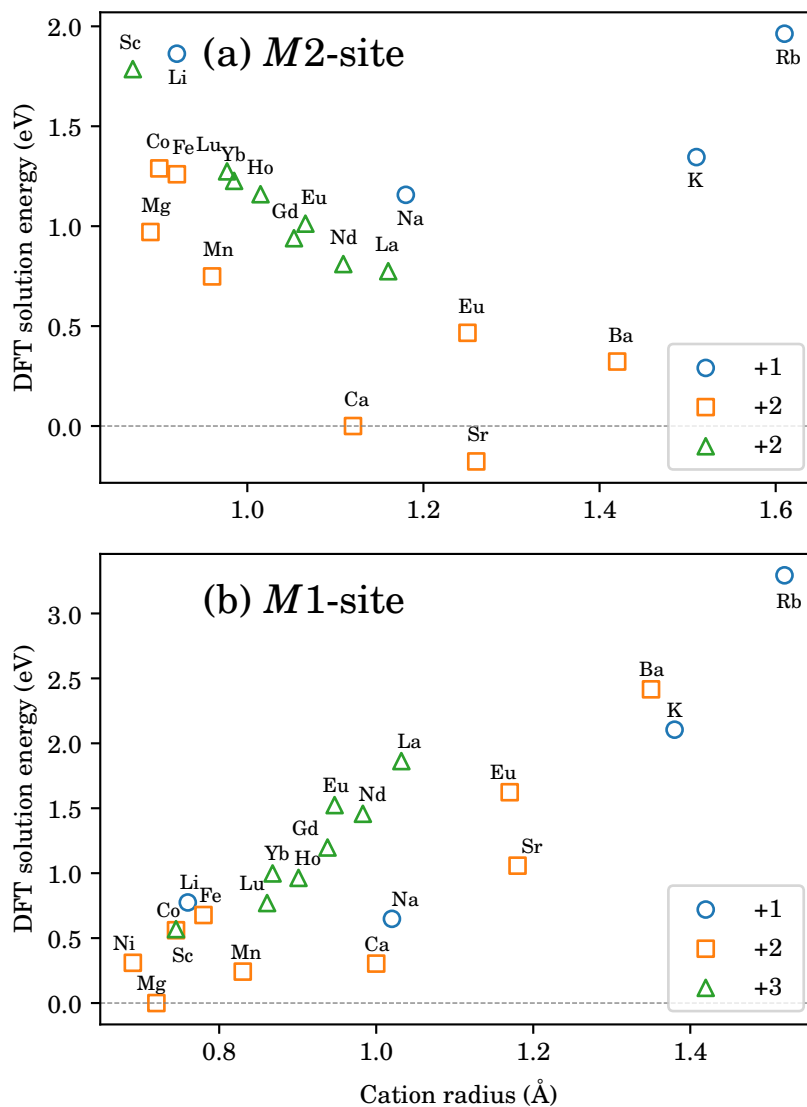 (a) M2-site
DFT solution energy (eV)
2.0
1.5
1.0
0.5
0.0
Sc
Li
Rb
Co
Fe
Lu
Yb
Ho
K
Mg
Gd
Eu
Na
Mn
Nd
La
Eu
Ba
Ca
Sr
+1
+2
+2
1.0
1.2
1.4
1.6
(b) M1-site
DFT solution energy (eV)
3.0
2.5
2.0
1.5
1.0
0.5
0.0
Rb
Ba
K
La
Eu
Nd
Eu
Gd
Sr
Yb
Ho
Li
Fe
Lu
Na
Co
Sc
Ni
Mn
Ca
Mg
+1
+2
+3
0.8
1.0
1.2
1.4
Cation radius (Å)